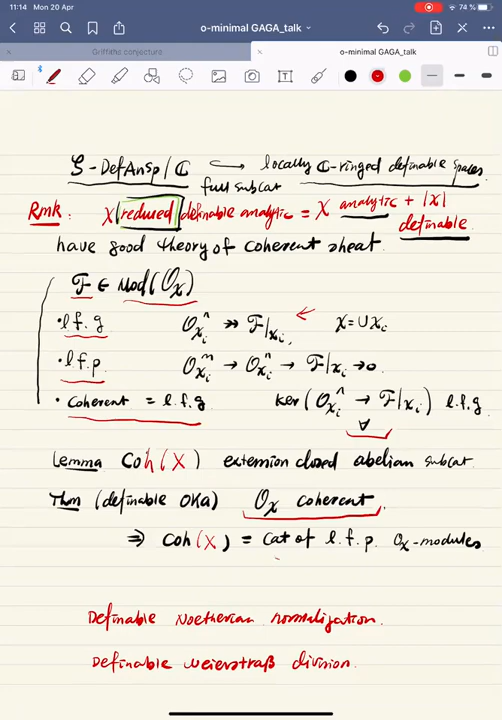 11:14 Mon 20 Apr 74 %
o-minimal GAGA_talk
Griffiths conjecture
o-minimal GAGA_talk
ζ-DefAnsp/ℂ ↪ locally ℂ-ringed definable spaces
full subcat
Rmk: X reduced definable analytic = X analytic + |X| definable
have good theory of coherent sheaf.
F ∈ Mod(O_X)
· l.f.g O_{X_i}^n ↠ F|_{X_i} ← X = ∪X_i
· l.f.p. O_{X_i}^m → O_{X_i}^n → F|_{X_i} → 0
· Coherent = l.f.g ker(O_{X_i}^n → F|_{X_i}) l.f.g
∀
Lemma Coh(X) extension closed abelian subcat.
Thm (definable OKa) O_X coherent
⇒ Coh(X) = Cat of l.f.p. O_X-modules
Definable Noetherian normalization.
Definable Weierstraß division.